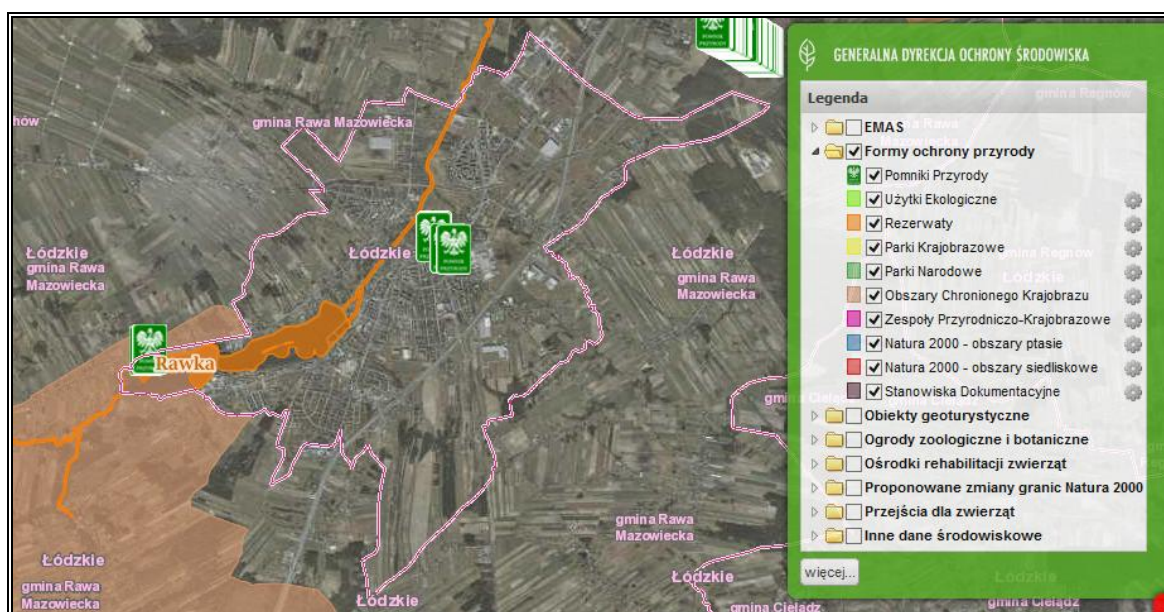 gmina Rawa Mazowiecka
Łódzkie
gmina Rawa
Mazowiecka
Łódzkie
POMNIK
PRZYRODY
Rawka
Łódzkie
gmina Rawa
Mazowiecka
gmina Rawa
Mazowiecka
Łódzkie
gmina Rawa
Mazowiecka
Łódzkie
Łódzkie
gmina Cielądz
GENERALNA DYREKCJA OCHRONY ŚRODOWISKA
Legenda
EMAS
Formy ochrony przyrody
Pomniki Przyrody
Użytki Ekologiczne
Rezerwaty
Parki Krajobrazowe
Parki Narodowe
Obszary Chronionego Krajobrazu
Zespoły Przyrodniczo-Krajobrazowe
Natura 2000 - obszary ptasie
Natura 2000 - obszary siedliskowe
Stanowiska Dokumentacyjne
Obiekty geoturystyczne
Ogrody zoologiczne i botaniczne
Ośrodki rehabilitacji zwierząt
Proponowane zmiany granic Natura 2000
Przejścia dla zwierząt
Inne dane środowiskowe
więcej...
gmina Cielądz